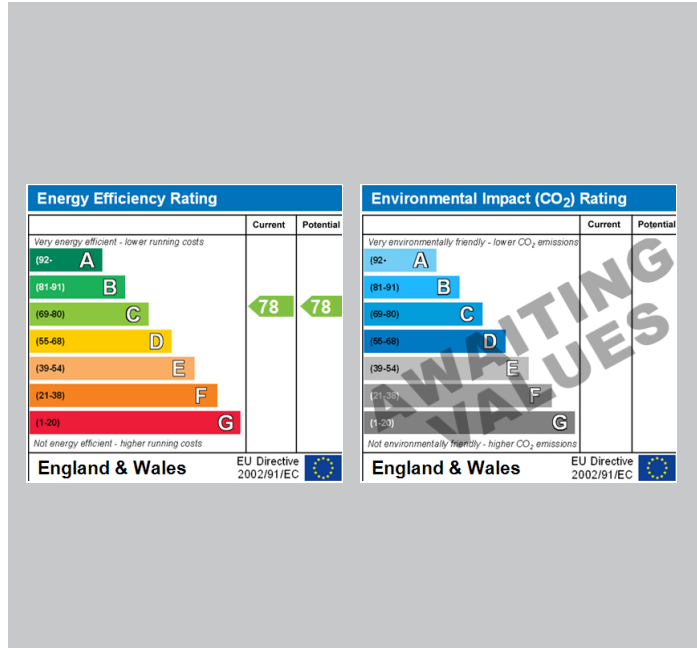 Energy Efficiency Rating
Current Potential
Very energy efficient - lower running costs
(92- A
(81-91) B
(69-80) C
78 78
(55-68) D
(39-54) E
(21-38) F
(1-20) G
Not energy efficient - higher running costs
England & Wales
EU Directive
2002/91/EC
Environmental Impact (CO2) Rating
Current Potential
Very environmentally friendly - lower CO2 emissions
(92- A
(81-91) B
(69-80) C
(55-68) D
(39-54) E
(21-38) F
(1-20) G
Not environmentally friendly - higher CO2 emissions
AWAITING
VALUES
England & Wales
EU Directive
2002/91/EC